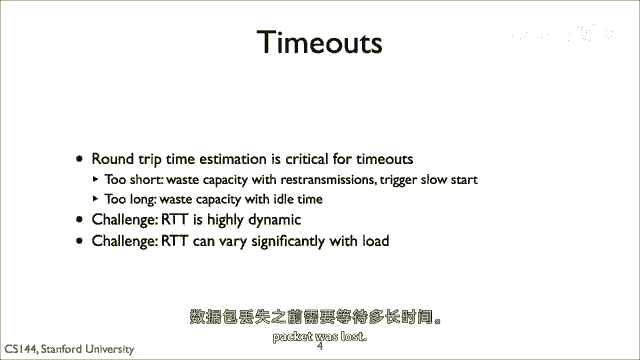 Timeouts
• Round trip time estimation is critical for timeouts
‣ Too short: waste capacity with restransmissions, trigger slow start
‣ Too long: waste capacity with idle time
• Challenge: RTT is highly dynamic
• Challenge: RTT can vary significantly with load
数据包丢失之前需要等待多长时间。
packet was lost.
CS144, Stanford University
4